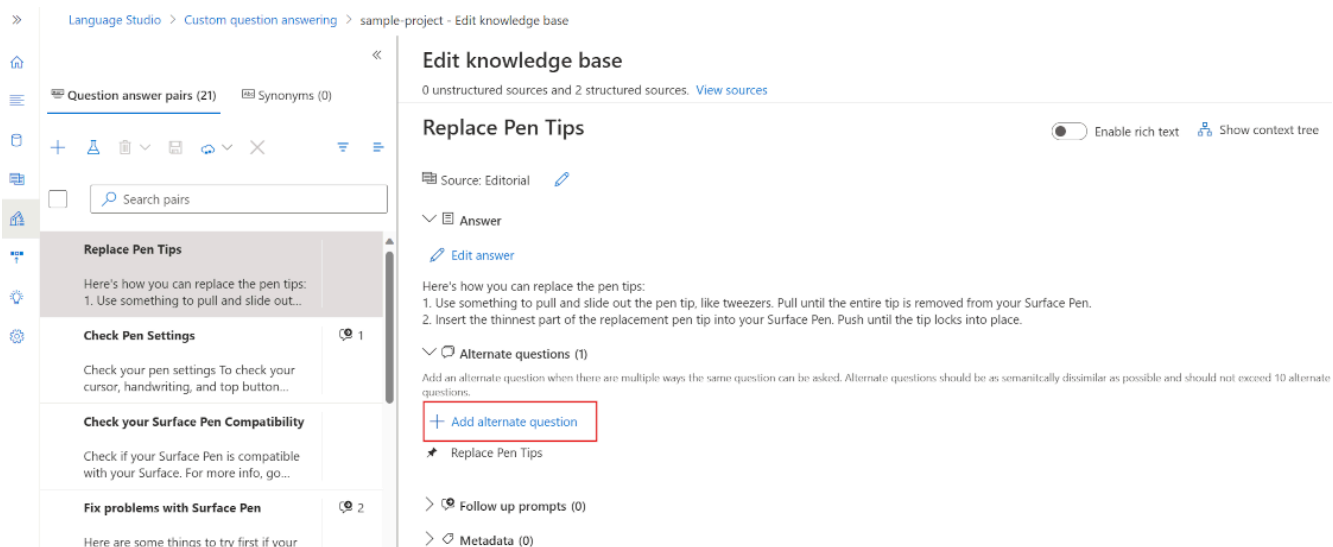 Language Studio > Custom question answering > sample-project - Edit knowledge base
Question answer pairs (21)
Synonyms (0)
Search pairs
Replace Pen Tips
Here's how you can replace the pen tips:
1. Use something to pull and slide out...
Check Pen Settings
1
Check your pen settings To check your
cursor, handwriting, and top button...
Check your Surface Pen Compatibility
Check if your Surface Pen is compatible
with your Surface. For more info, go...
Fix problems with Surface Pen
2
Here are some things to try first if your
Edit knowledge base
0 unstructured sources and 2 structured sources. View sources
Replace Pen Tips
Enable rich text
Show context tree
Source: Editorial
Answer
Edit answer
Here's how you can replace the pen tips:
1. Use something to pull and slide out the pen tip, like tweezers. Pull until the entire tip is removed from your Surface Pen.
2. Insert the thinnest part of the replacement pen tip into your Surface Pen. Push until the tip locks into place.
Alternate questions (1)
Add an alternate question when there are multiple ways the same question can be asked. Alternate questions should be as semanitcally dissimilar as possible and should not exceed 10 alternate
questions.
Add alternate question
Replace Pen Tips
Follow up prompts (0)
Metadata (0)